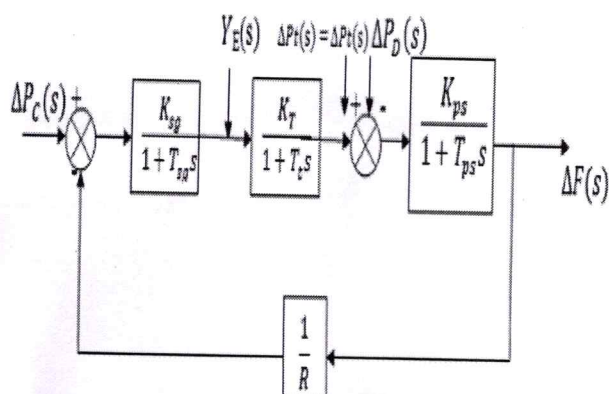 Y_E(s) ΔPt(s) = ΔPt(s) ΔP_D(s)
ΔP_C(s) +
K_sg
1 + T_sg s
K_T
1 + T_t s
+ -
K_ps
1 + T_ps s
ΔF(s)
-
1
R